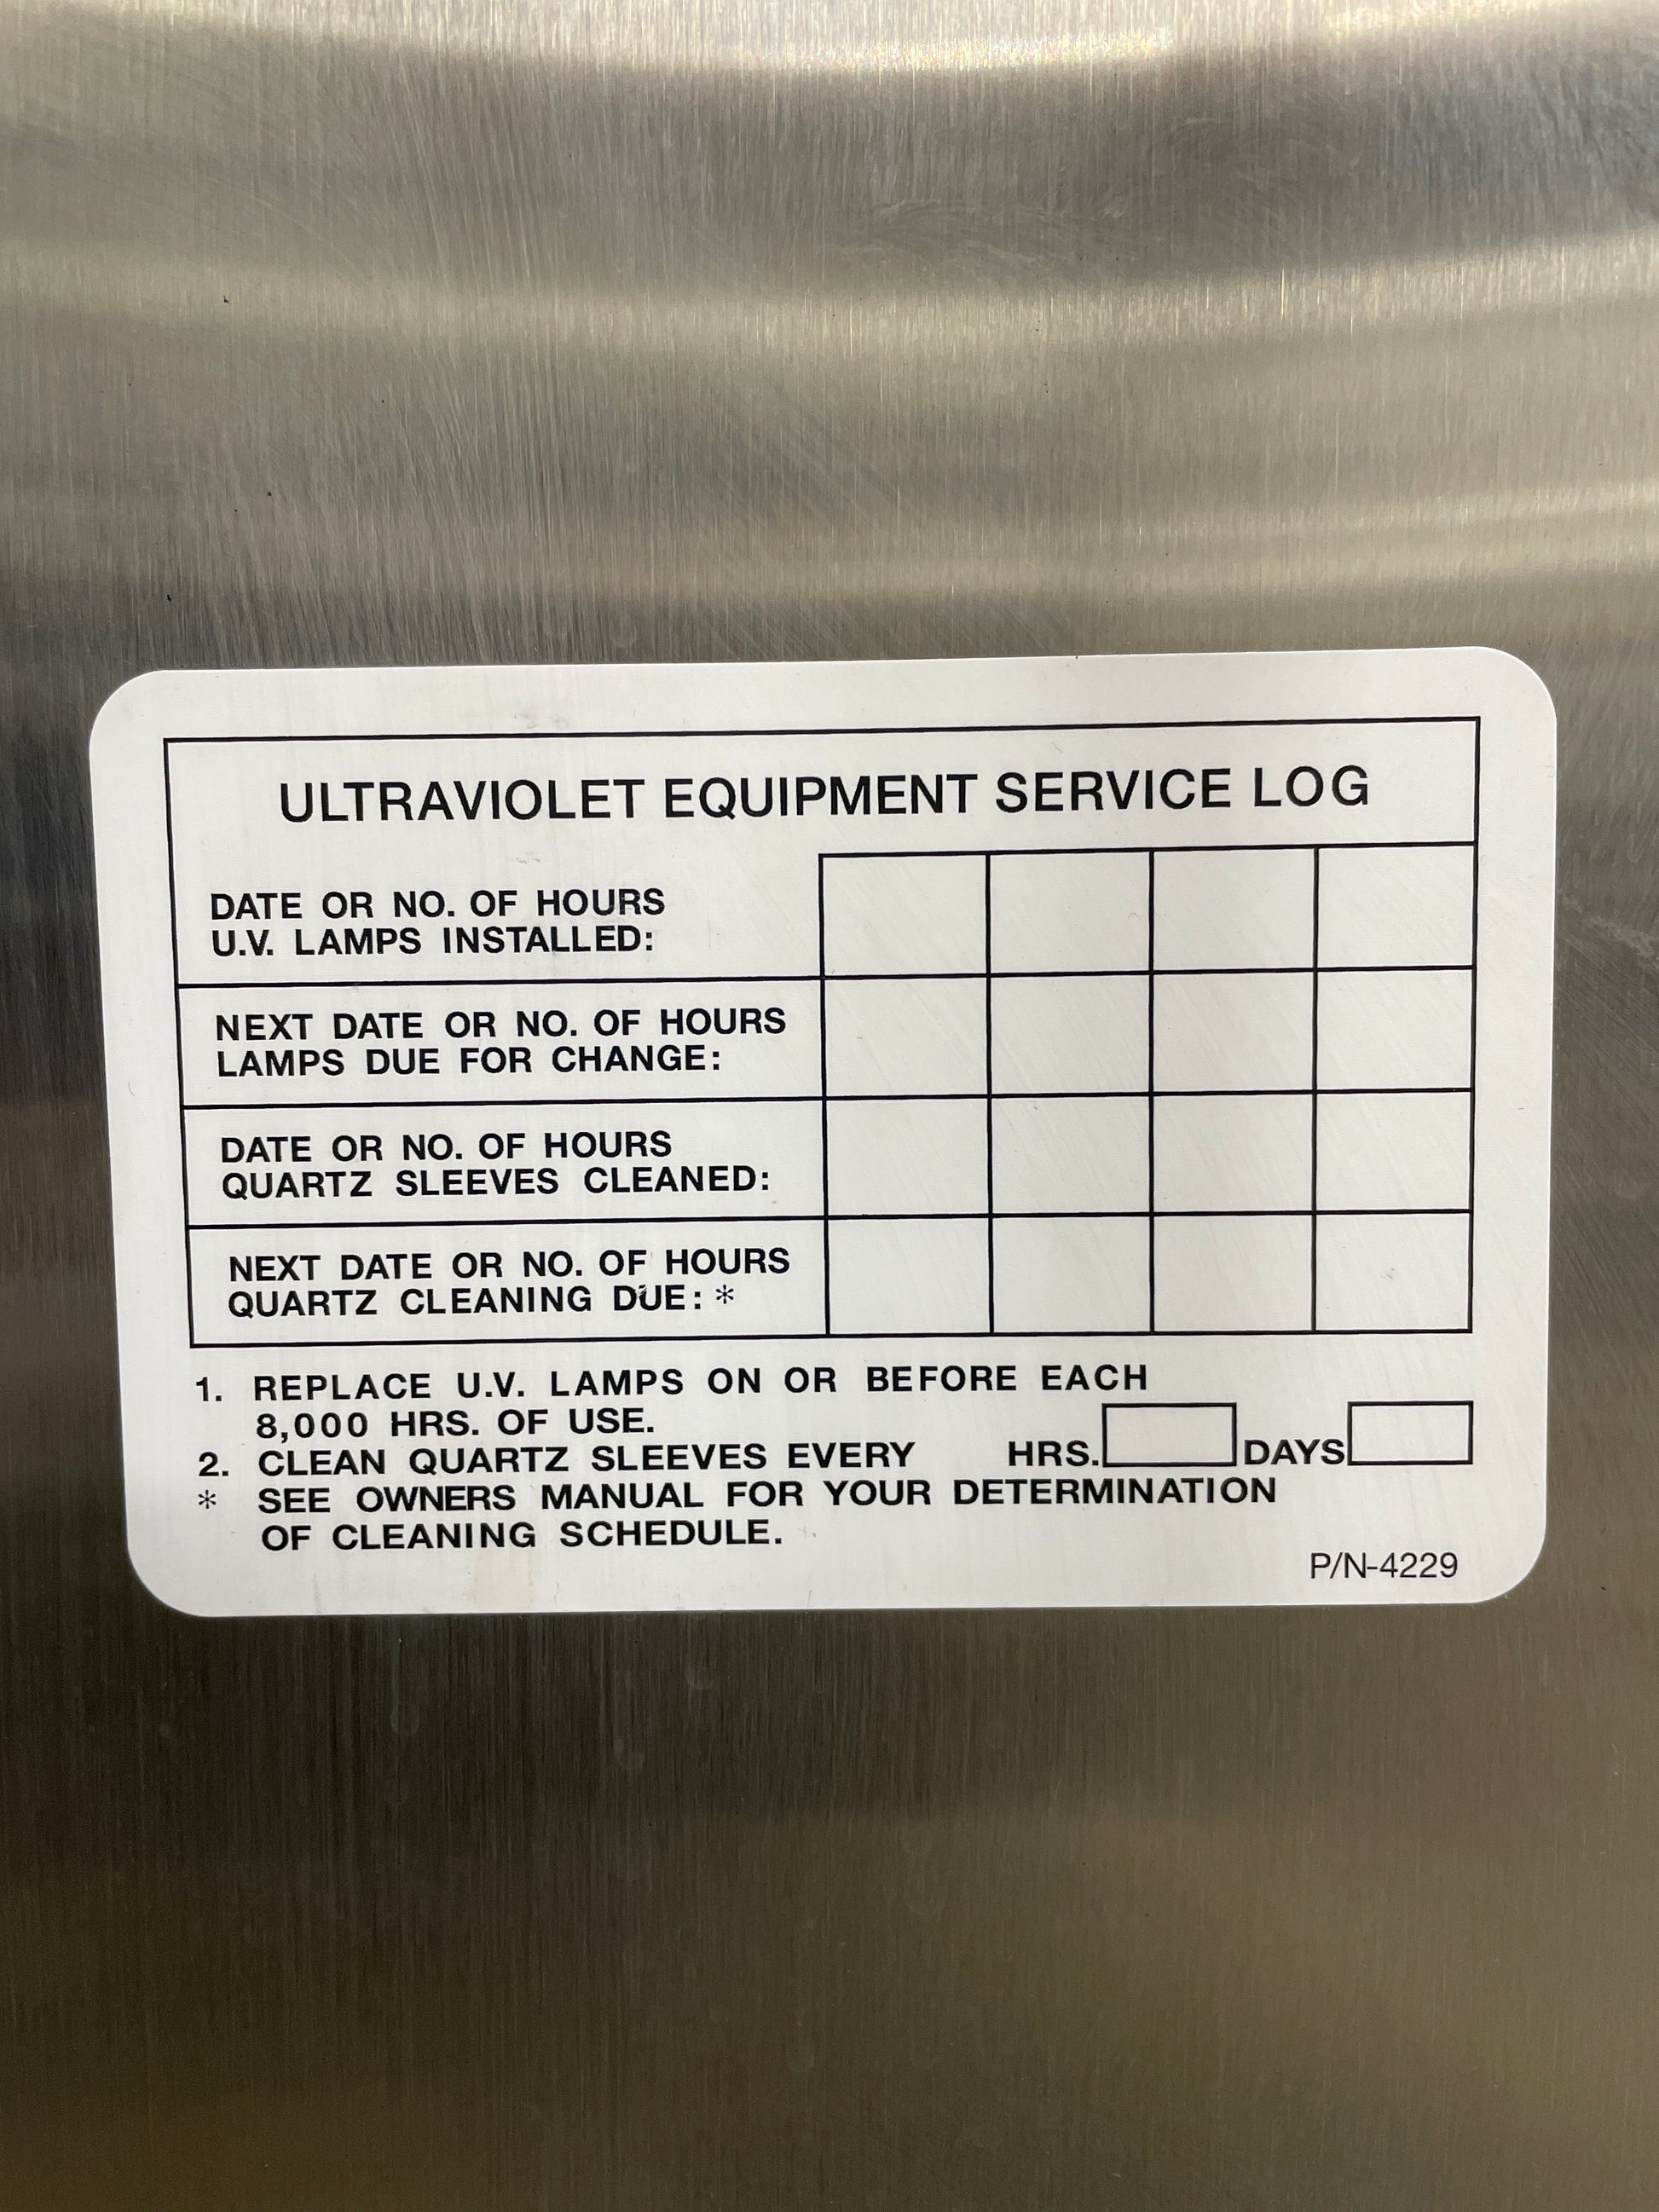 ULTRAVIOLET EQUIPMENT SERVICE LOG
DATE OR NO. OF HOURS
U.V. LAMPS INSTALLED:
NEXT DATE OR NO. OF HOURS
LAMPS DUE FOR CHANGE:
DATE OR NO. OF HOURS
QUARTZ SLEEVES CLEANED:
NEXT DATE OR NO. OF HOURS
QUARTZ CLEANING DUE: *
1. REPLACE U.V. LAMPS ON OR BEFORE EACH
8,000 HRS. OF USE.
2. CLEAN QUARTZ SLEEVES EVERY HRS. DAYS
* SEE OWNERS MANUAL FOR YOUR DETERMINATION
OF CLEANING SCHEDULE.
P/N-4229